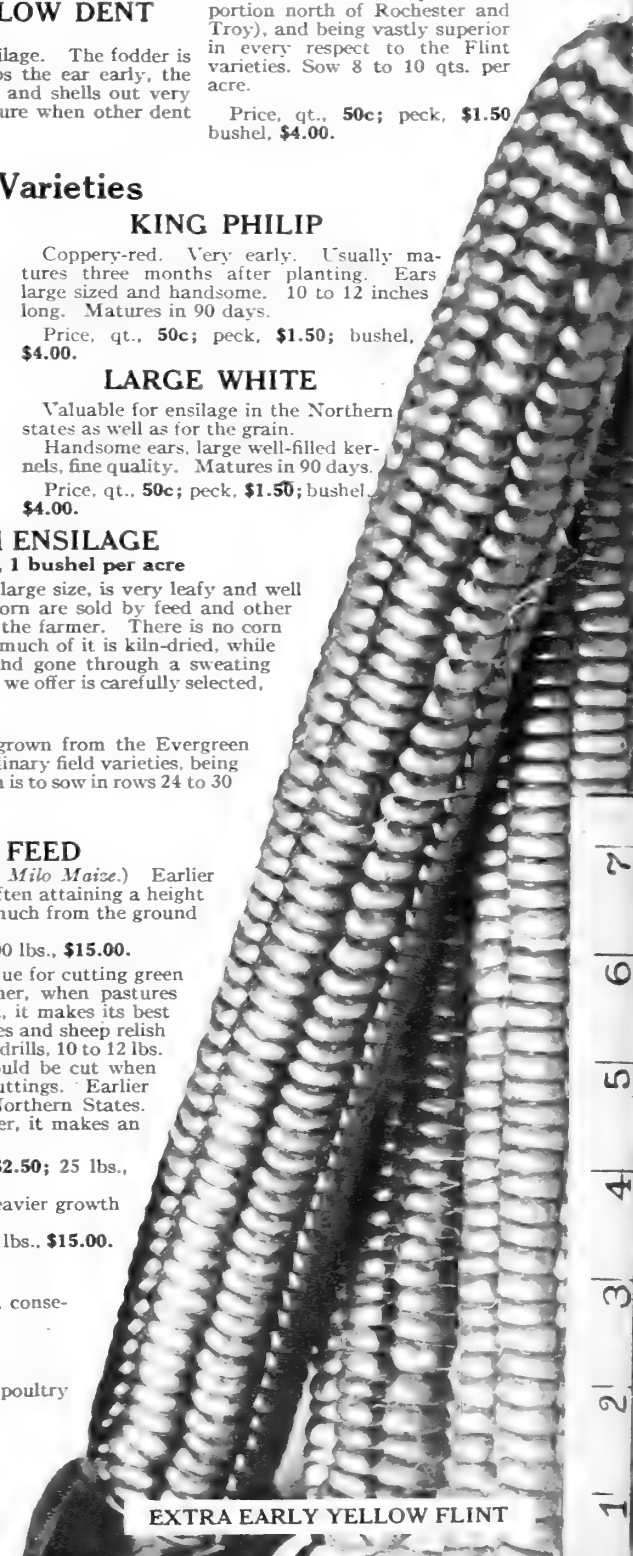 LOW DENT
ilage. The fodder is
s the ear early, the
and shells out very
ure when other dent
portion north of Rochester and
Troy), and being vastly superior
in every respect to the Flint
varieties. Sow 8 to 10 qts. per
acre.
Price, qt., 50c; peck, $1.50
bushel, $4.00.
Varieties
KING PHILIP
Coppery-red. Very early. Usually ma-
tures three months after planting. Ears
large sized and handsome. 10 to 12 inches
long. Matures in 90 days.
Price, qt., 50c; peck, $1.50; bushel,
$4.00.
LARGE WHITE
Valuable for ensilage in the Northern
states as well as for the grain.
Handsome ears, large well-filled ker-
nels, fine quality. Matures in 90 days.
Price, qt., 50c; peck, $1.50; bushel,
$4.00.
ENSILAGE
, 1 bushel per acre
large size, is very leafy and well
orn are sold by feed and other
the farmer. There is no corn
much of it is kiln-dried, while
nd gone through a sweating
we offer is carefully selected,
grown from the Evergreen
inary field varieties, being
n is to sow in rows 24 to 30
FEED
Milo Maize.) Earlier
ften attaining a height
much from the ground
0 lbs., $15.00.
ue for cutting green
ner, when pastures
, it makes its best
es and sheep relish
drills, 10 to 12 lbs.
uld be cut when
uttings. Earlier
Northern States.
er, it makes an
$2.50; 25 lbs.,
eavier growth
lbs., $15.00.
, conse-
poultry
7
6
5
4
3
2
1
EXTRA EARLY YELLOW FLINT